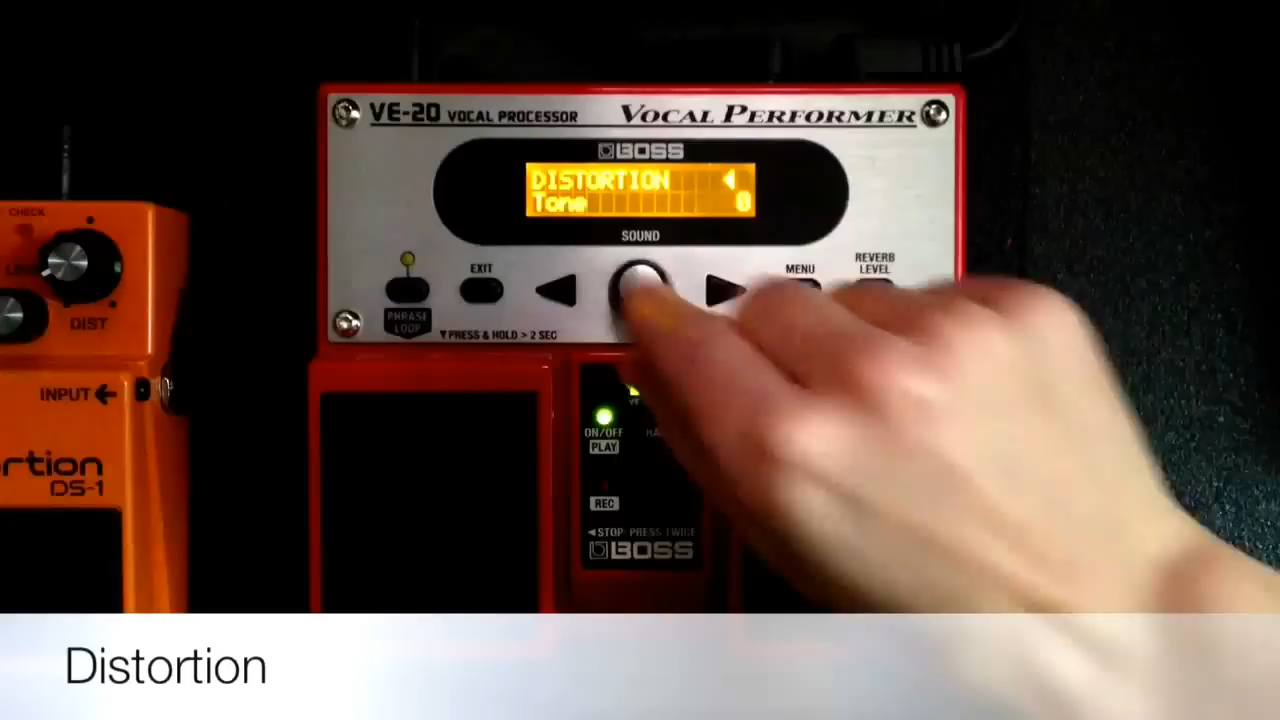 VE-20 VOCAL PROCESSOR
VOCAL PERFORMER
BOSS
DISTORTION
Tone 0
SOUND
EXIT
MENU
REVERB
LEVEL
PHRASE
LOOP
▼PRESS & HOLD > 2 SEC
ON/OFF
PLAY
REC
◄STOP: PRESS TWICE
BOSS
CHECK
DIST
INPUT
DS-1
Distortion